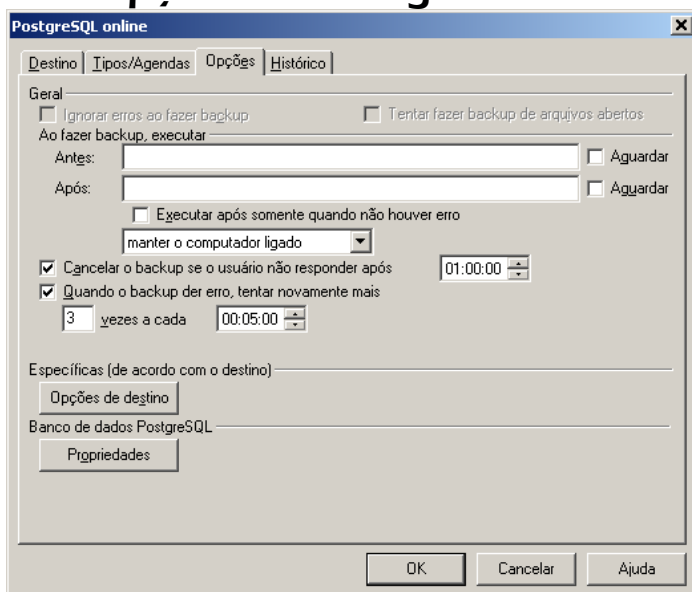 PostgreSQL online
Destino Tipos/Agendas Opções Histórico
Geral
Ignorar erros ao fazer backup Tentar fazer backup de arquivos abertos
Ao fazer backup, executar
Antes: Aguardar
Após: Aguardar
Executar após somente quando não houver erro
manter o computador ligado
Cancelar o backup se o usuário não responder após 01:00:00
Quando o backup der erro, tentar novamente mais
3 vezes a cada 00:05:00
Específicas (de acordo com o destino)
Opções de destino
Banco de dados PostgreSQL
Propriedades
OK Cancelar Ajuda